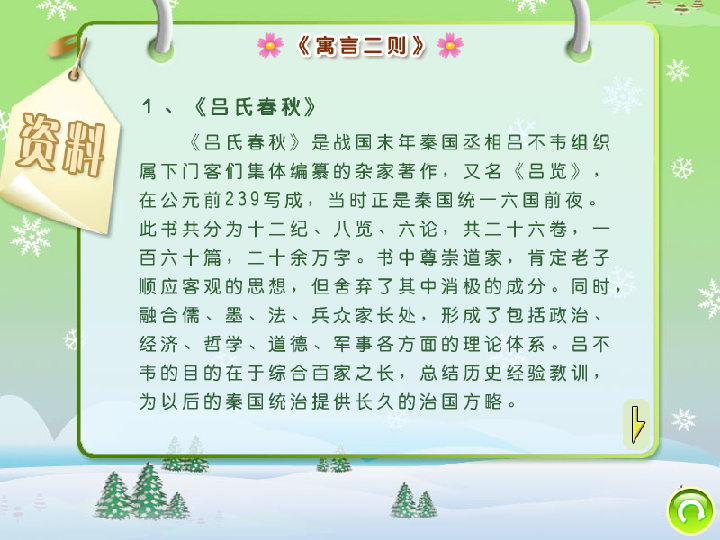 《寓言二则》
资料
1、《吕氏春秋》
《吕氏春秋》是战国末年秦国丞相吕不韦组织
属下门客们集体编纂的杂家著作，又名《吕览》，
在公元前239写成，当时正是秦国统一六国前夜。
此书共分为十二纪、八览、六论，共二十六卷，一
百六十篇，二十余万字。书中尊崇道家，肯定老子
顺应客观的思想，但舍弃了其中消极的成分。同时，
融合儒、墨、法、兵众家长处，形成了包括政治、
经济、哲学、道德、军事各方面的理论体系。吕不
韦的目的在于综合百家之长，总结历史经验教训，
为以后的秦国统治提供长久的治国方略。